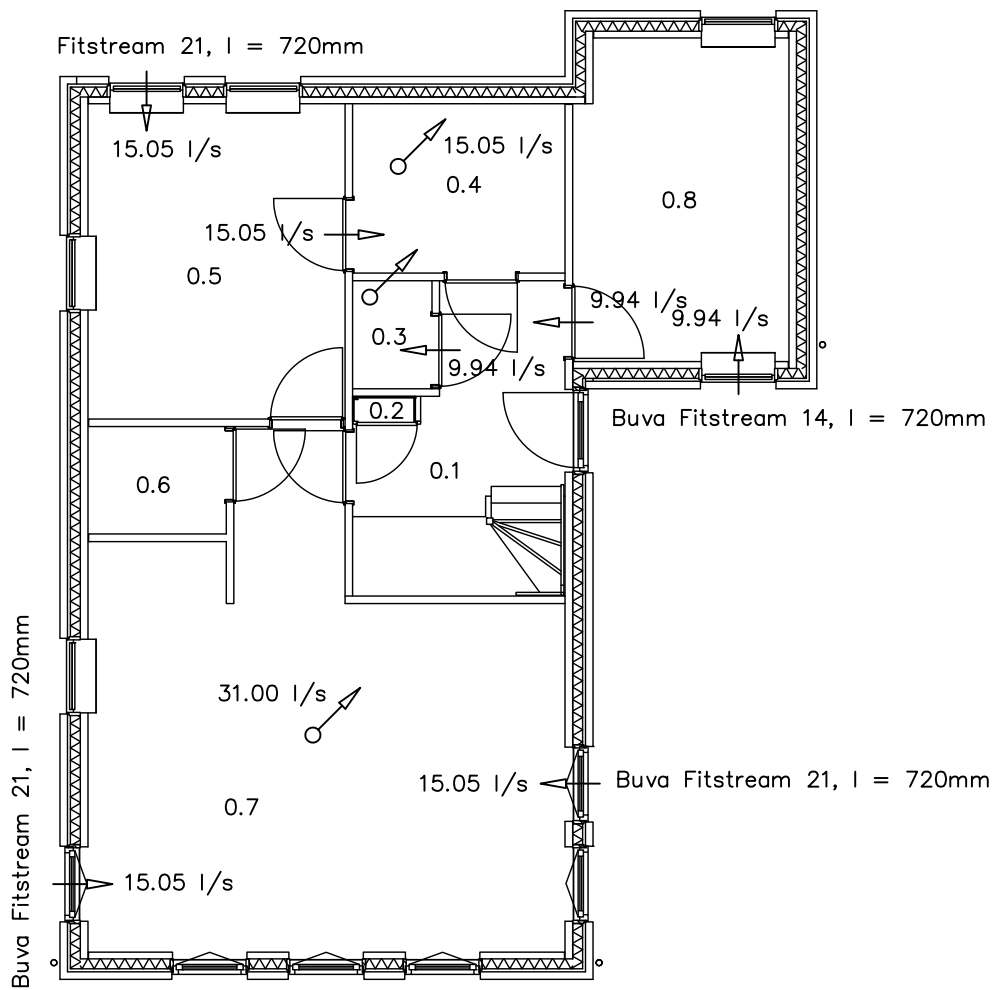 Fitstream 21, l = 720mm
15.05 l/s
15.05 l/s
0.4
0.8
15.05 l/s
0.5
9.94 l/s
9.94 l/s
0.3
9.94 l/s
0.2
Buva Fitstream 14, l = 720mm
0.1
0.6
31.00 l/s
15.05 l/s
Buva Fitstream 21, l = 720mm
0.7
15.05 l/s
Buva Fitstream 21, l = 720mm